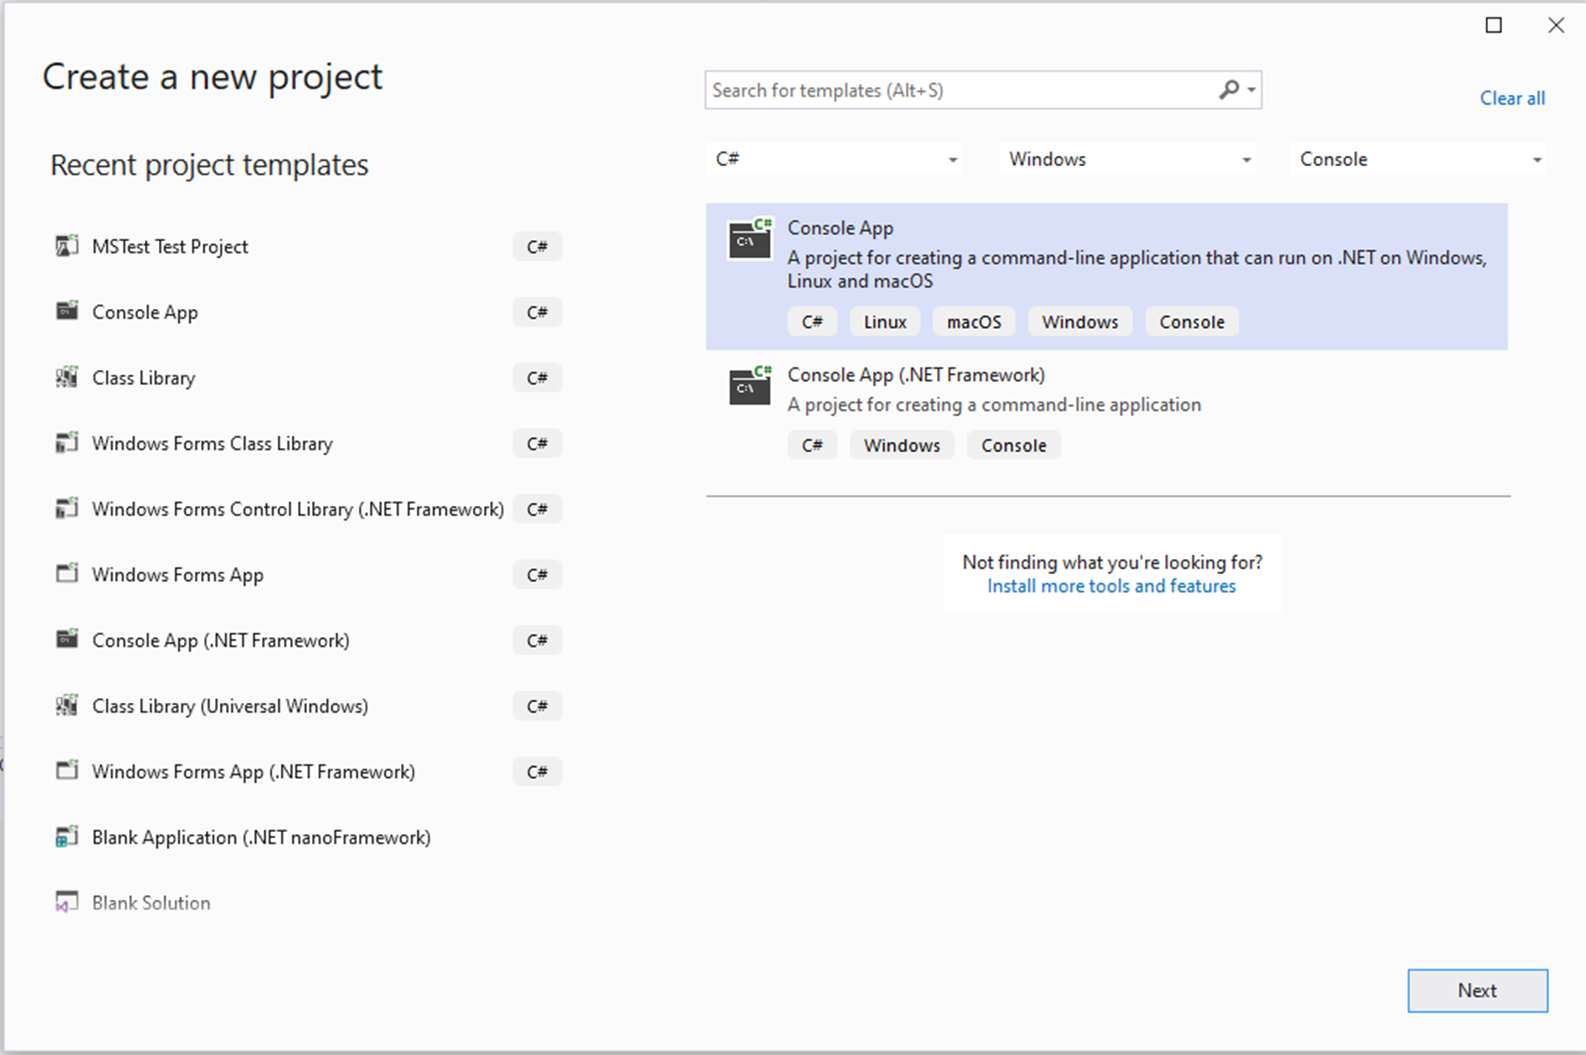 Create a new project
Search for templates (Alt+S)
Clear all
C#
Windows
Console
Recent project templates
MSTest Test Project C#
Console App C#
Class Library C#
Windows Forms Class Library C#
Windows Forms Control Library (.NET Framework) C#
Windows Forms App C#
Console App (.NET Framework) C#
Class Library (Universal Windows) C#
Windows Forms App (.NET Framework) C#
Blank Application (.NET nanoFramework)
Blank Solution
C#
C:\
Console App
A project for creating a command-line application that can run on .NET on Windows,
Linux and macOS
C# Linux macOS Windows Console
C#
C:\
Console App (.NET Framework)
A project for creating a command-line application
C# Windows Console
Not finding what you're looking for?
Install more tools and features
Next